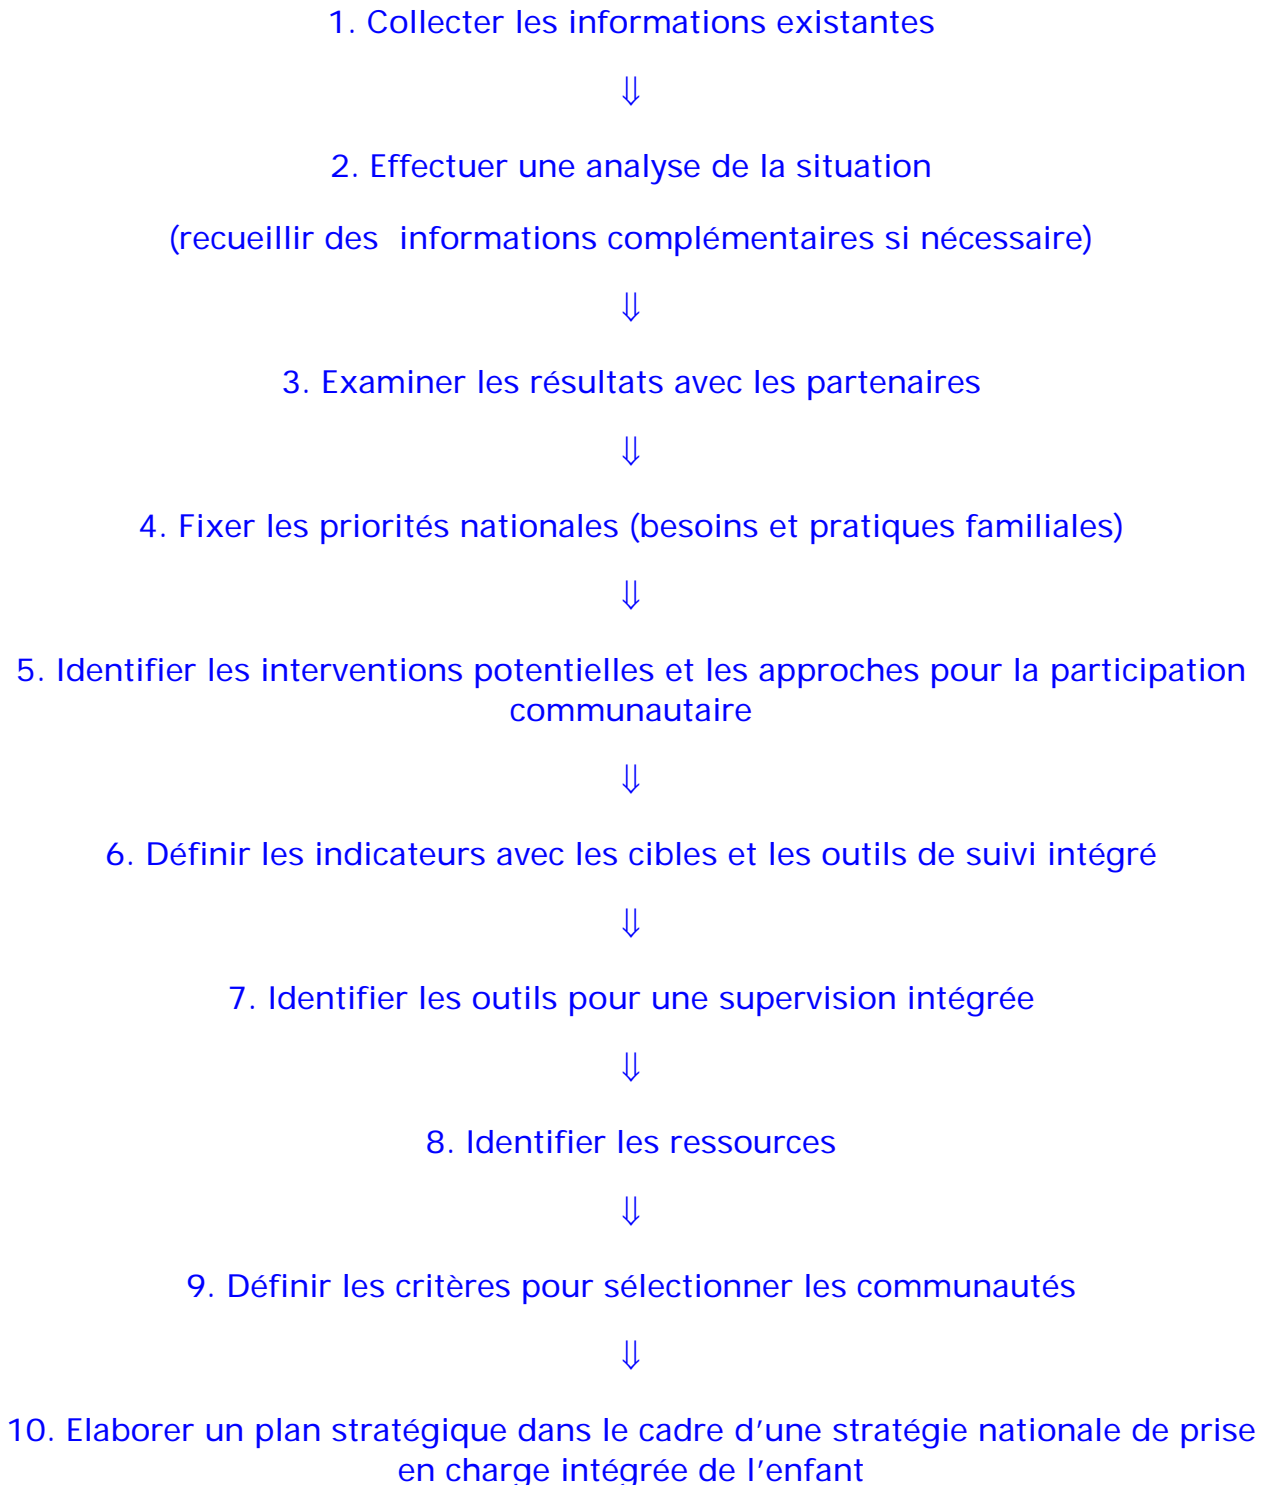 1. Collecter les informations existantes
⇓
2. Effectuer une analyse de la situation
(recueillir des  informations complémentaires si nécessaire)
⇓
3. Examiner les résultats avec les partenaires
⇓
4. Fixer les priorités nationales (besoins et pratiques familiales)
⇓
5. Identifier les interventions potentielles et les approches pour la participation
communautaire
⇓
6. Définir les indicateurs avec les cibles et les outils de suivi intégré
⇓
7. Identifier les outils pour une supervision intégrée
⇓
8. Identifier les ressources
⇓
9. Définir les critères pour sélectionner les communautés
⇓
10. Elaborer un plan stratégique dans le cadre d’une stratégie nationale de prise
en charge intégrée de l’enfant